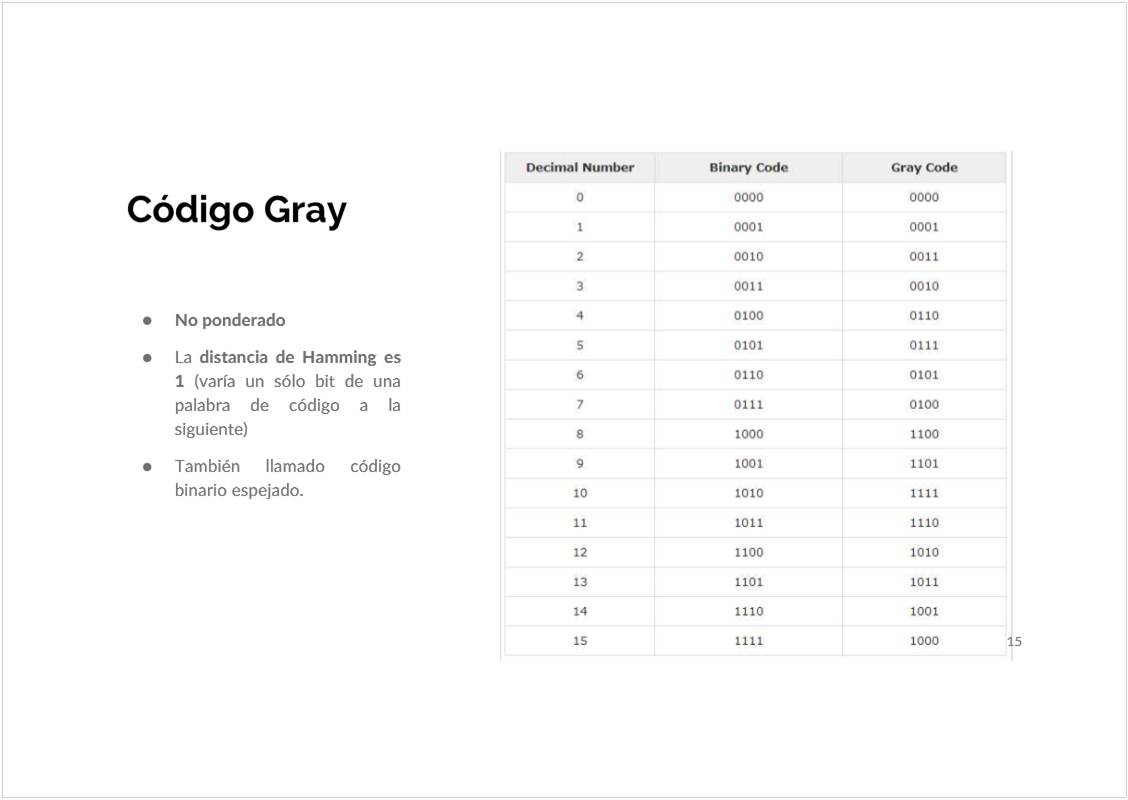 Código Gray
● No ponderado
● La distancia de Hamming es
1 (varía un sólo bit de una
palabra de código a la
siguiente)
● También llamado código
binario espejado.
Decimal Number Binary Code Gray Code
0 0000 0000
1 0001 0001
2 0010 0011
3 0011 0010
4 0100 0110
5 0101 0111
6 0110 0101
7 0111 0100
8 1000 1100
9 1001 1101
10 1010 1111
11 1011 1110
12 1100 1010
13 1101 1011
14 1110 1001
15 1111 1000
15